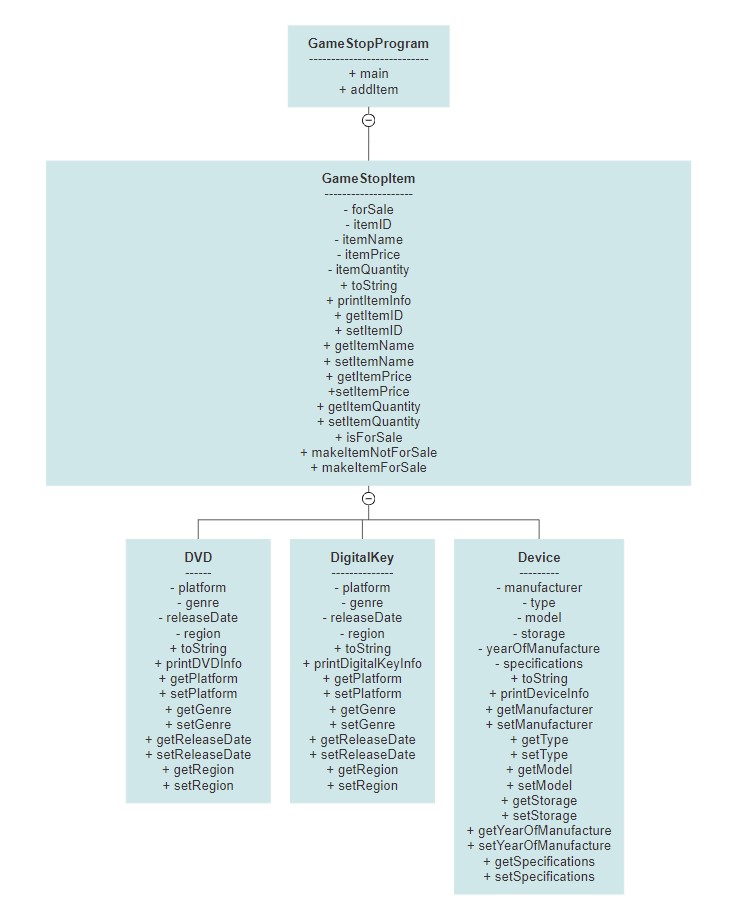 GameStopProgram
---------------------------
+ main
+ addItem
GameStopItem
--------------------
- forSale
- itemID
- itemName
- itemPrice
- itemQuantity
+ toString
+ printItemInfo
+ getItemID
+ setItemID
+ getItemName
+ setItemName
+ getItemPrice
+setItemPrice
+ getItemQuantity
+ setItemQuantity
+ isForSale
+ makeItemNotForSale
+ makeItemForSale
DVD
------
- platform
- genre
- releaseDate
- region
+ toString
+ printDVDInfo
+ getPlatform
+ setPlatform
+ getGenre
+ setGenre
+ getReleaseDate
+ setReleaseDate
+ getRegion
+ setRegion
DigitalKey
--------------
- platform
- genre
- releaseDate
- region
+ toString
+ printDigitalKeyInfo
+ getPlatform
+ setPlatform
+ getGenre
+ setGenre
+ getReleaseDate
+ setReleaseDate
+ getRegion
+ setRegion
Device
---------
- manufacturer
- type
- model
- storage
- yearOfManufacture
- specifications
+ toString
+ printDeviceInfo
+ getManufacturer
+ setManufacturer
+ getType
+ setType
+ getModel
+ setModel
+ getStorage
+ setStorage
+ getYearOfManufacture
+ setYearOfManufacture
+ getSpecifications
+ setSpecifications